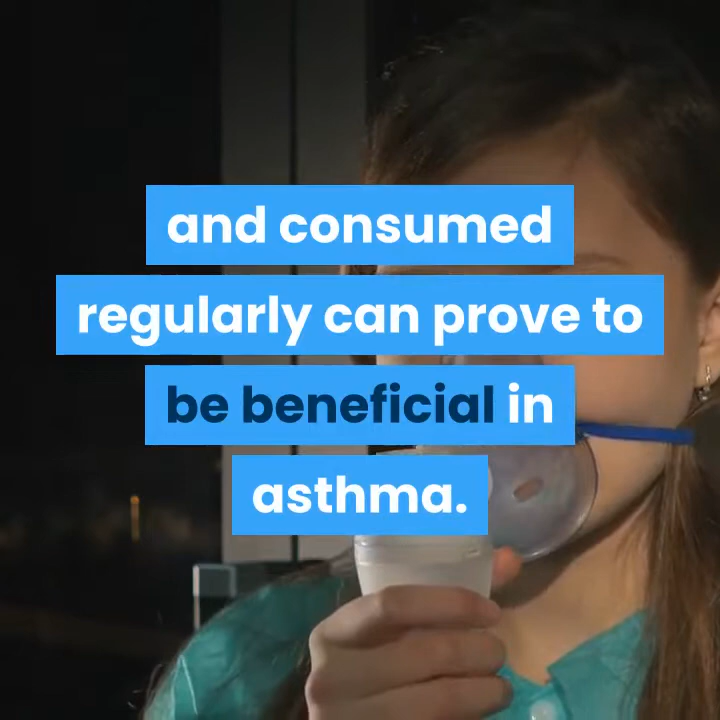 and consumed
regularly can prove to
be beneficial in
asthma.